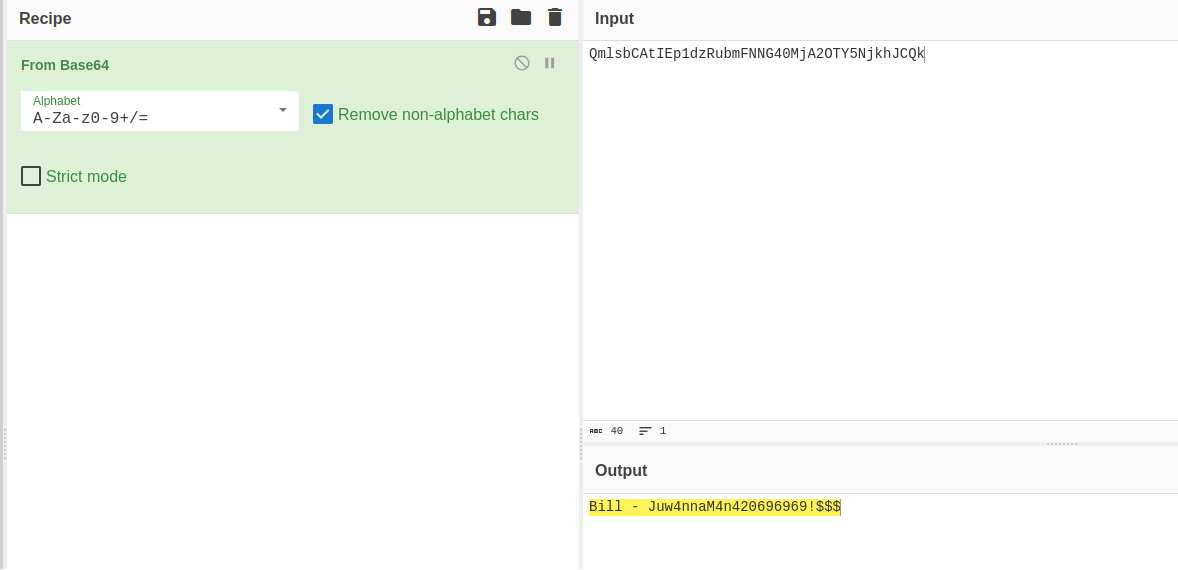 Recipe
From Base64
Alphabet
A-Za-z0-9+/=
Remove non-alphabet chars
Strict mode
Input
QmlsbCAtIEp1dzRubmFNNG40MjA2OTY5NjkhJCQk
ABC 40 1
Output
Bill - Juw4nnaM4n420696969!$$$